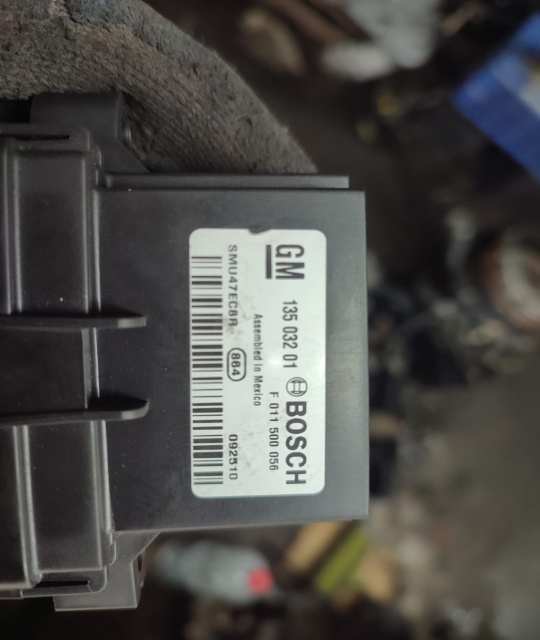 GM 135 032 01 BOSCH
F 011 500 056
Assembled in Mexico
SMU47EC8R 864 092510